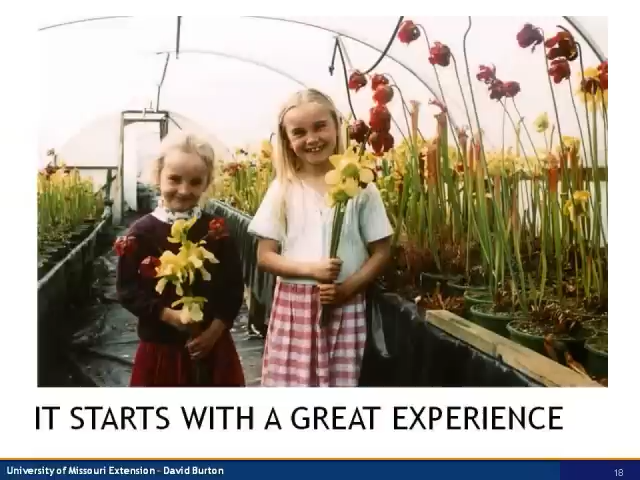 IT STARTS WITH A GREAT EXPERIENCE
University of Missouri Extension - David Burton
18